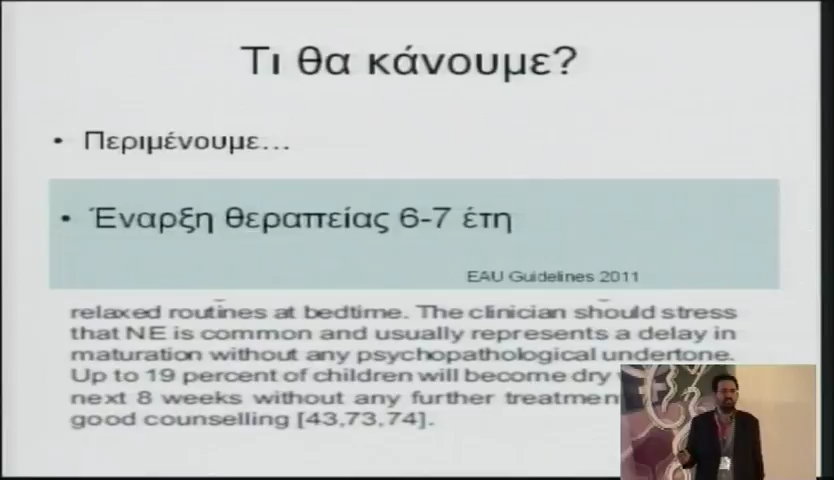 Τι θα κάνουμε?
• Περιμένουμε...
• Έναρξη θεραπείας 6-7 έτη
EAU Guidelines 2011
relaxed routines at bedtime. The clinician should stress
that NE is common and usually represents a delay in
maturation without any psychopathological undertone.
Up to 19 percent of children will become dry
next 8 weeks without any further treatment
good counselling [43,73,74].